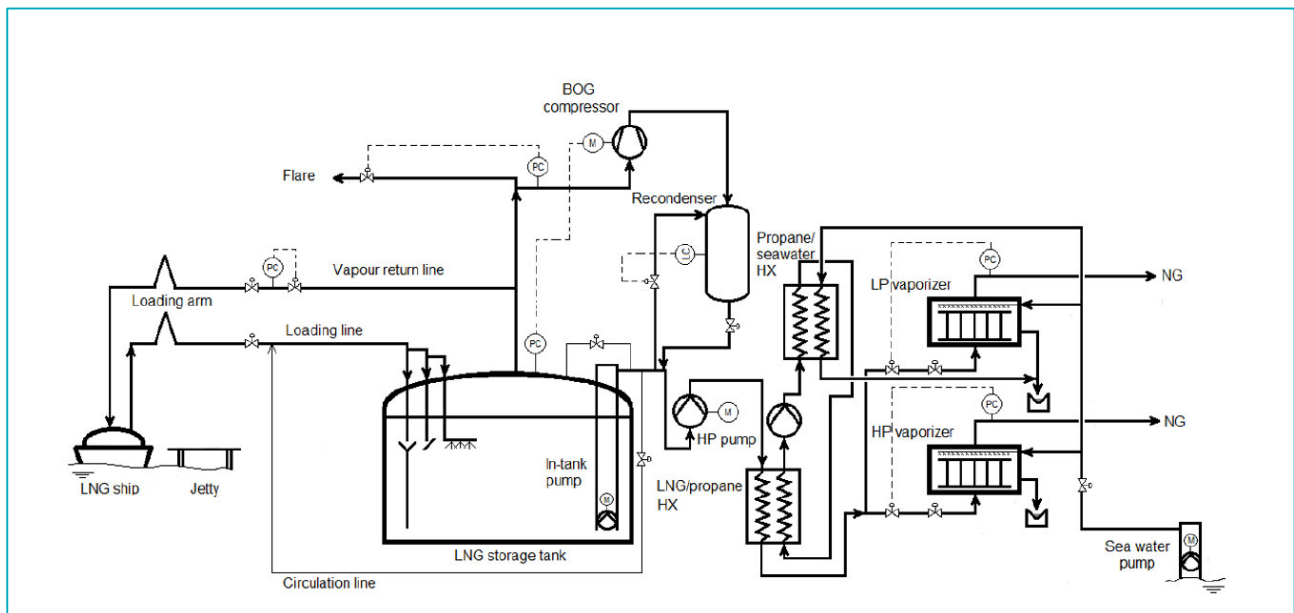 BOG
compressor
M
PC
Flare
Recondenser
Propane/
seawater
HX
PC
LC
PC
Vapour return line
NG
Loading arm
LP vaporizer
Loading line
PC
PC
M
HP pump
NG
HP vaporizer
In-tank
pump
LNG/propane
HX
LNG ship
Jetty
M
LNG storage tank
Sea water
pump
M
Circulation line